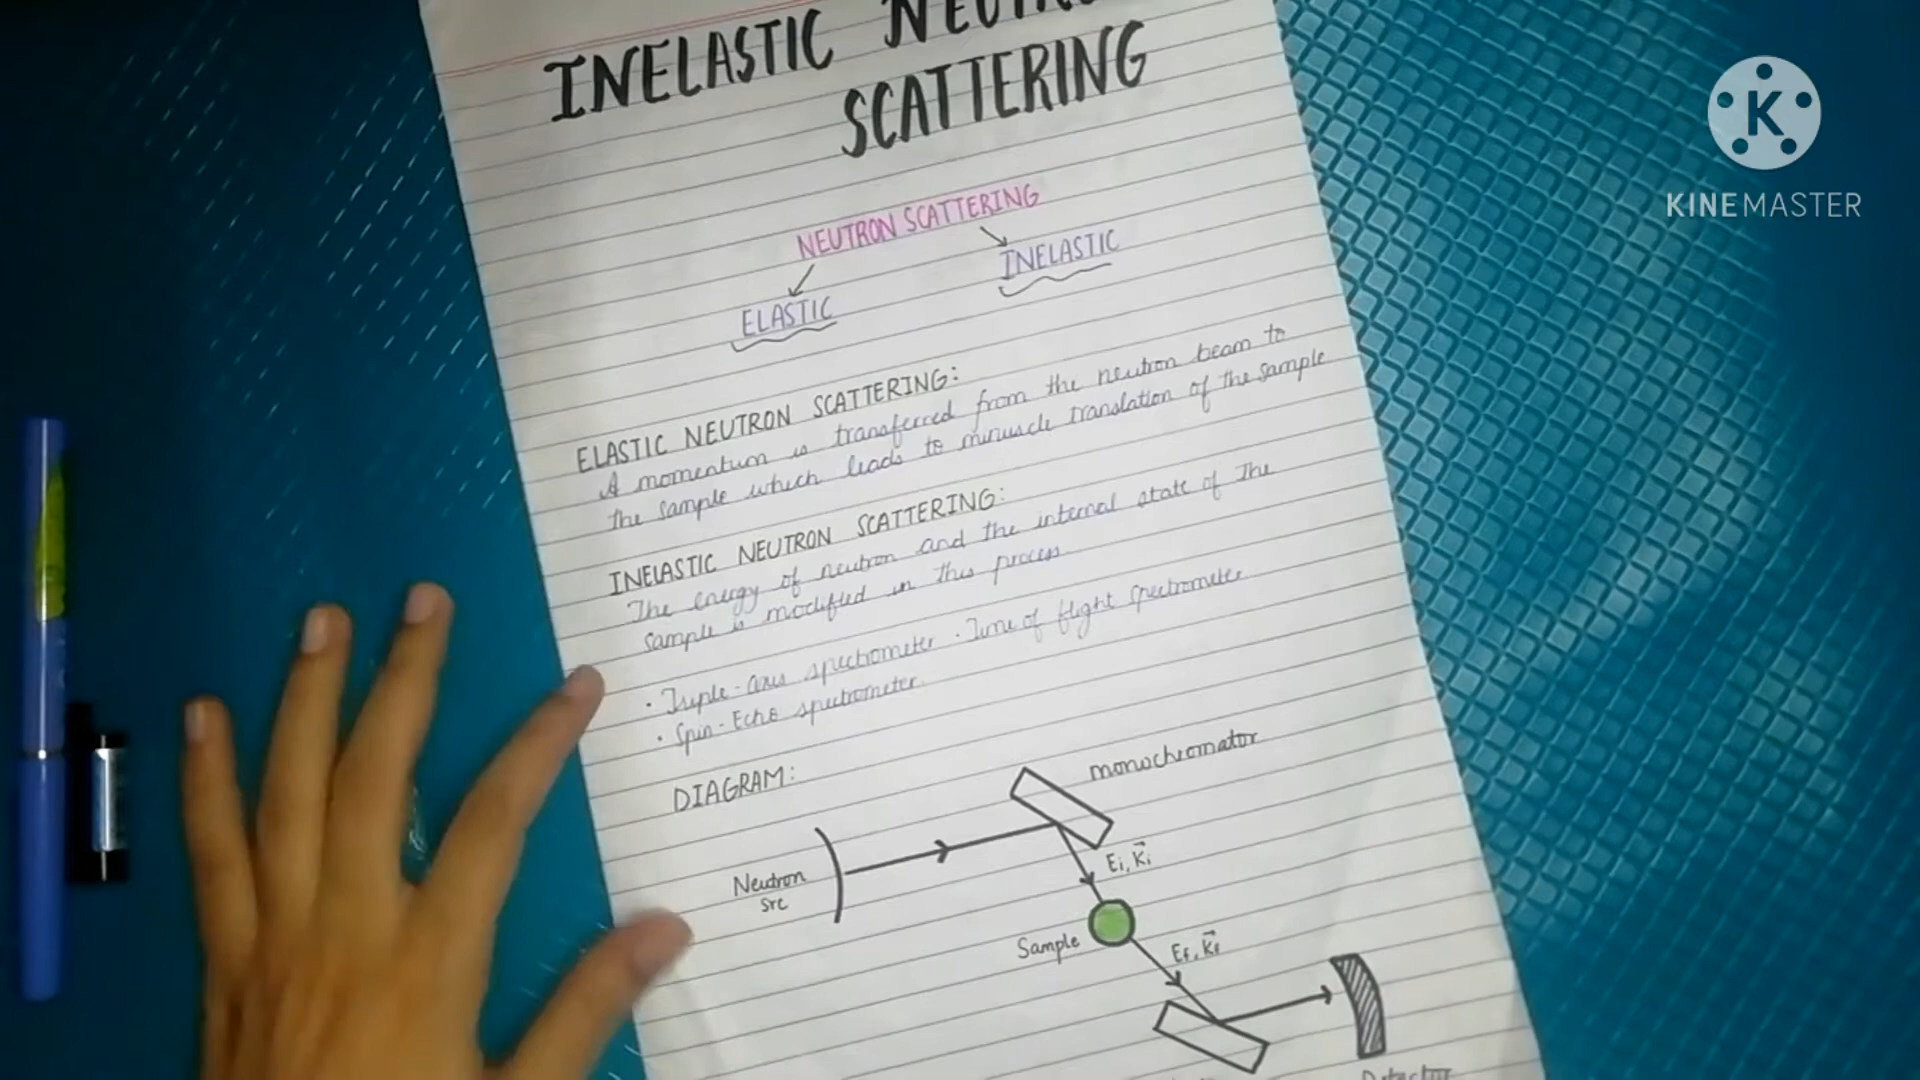 INELASTIC
SCATTERING
NEUTRON SCATTERING
INELASTIC
ELASTIC
ELASTIC NEUTRON SCATTERING:
A momentum is transferred from the neutron beam to
the sample which leads to minuscle translation of the sample
INELASTIC NEUTRON SCATTERING:
The energy of neutron and the internal state of the
sample is modified in this process
· Triple-axis spectrometer · Time of flight spectrometer
· Spin-Echo spectrometer.
DIAGRAM:
monochromator
Neutron
src
Ei, K⃗i
Sample
Ef, K⃗f
Detector
K
KINEMASTER